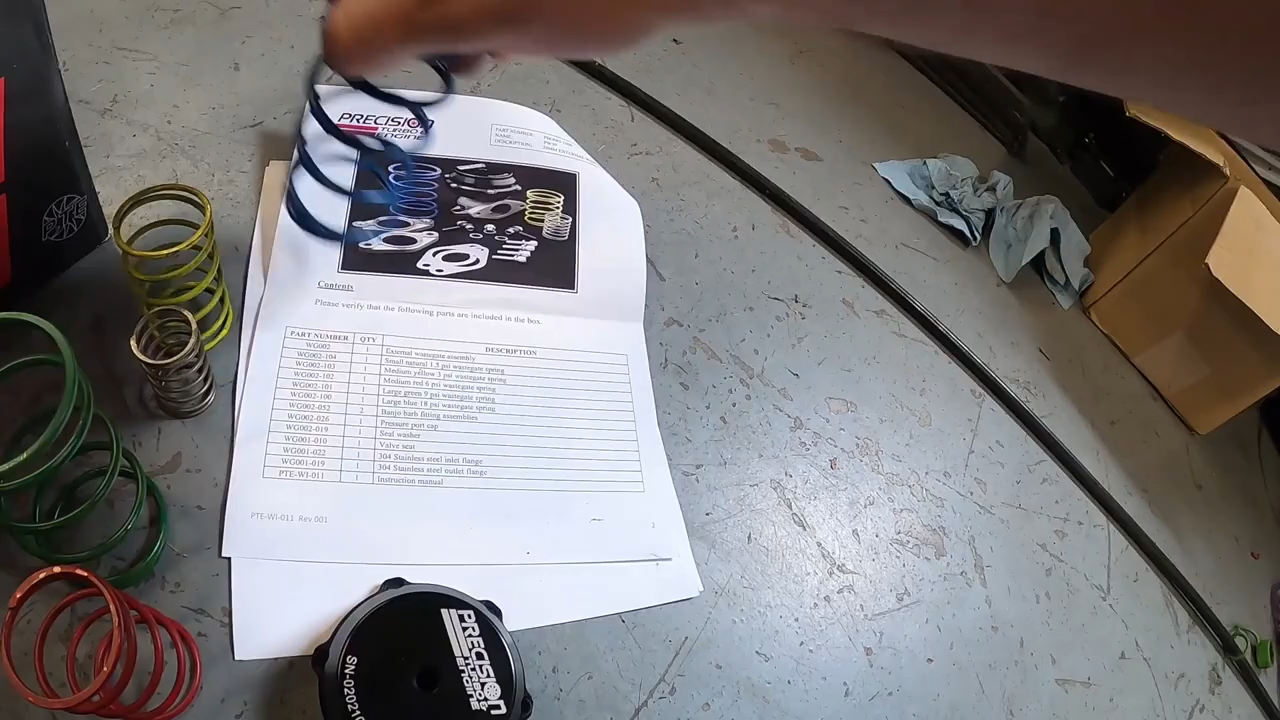 PRECISION
TURBO &
ENGINE
PART NUMBER:
NAME:
DESCRIPTION:
Contents
Please verify that the following parts are included in the box.
PART NUMBER QTY DESCRIPTION
WG002 1 External wastegate assembly
WG002-104 1 Small natural 1.5 psi wastegate spring
WG002-103 1 Medium yellow 3 psi wastegate spring
WG002-102 1 Medium red 6 psi wastegate spring
WG002-101 1 Large green 9 psi wastegate spring
WG002-100 1 Large blue 18 psi wastegate spring
WG002-052 2 Banjo barb fitting assemblies
WG002-026 1 Pressure port cap
WG002-019 1 Seal washer
WG001-010 1 Valve seat
WG001-022 1 304 Stainless steel inlet flange
WG001-019 1 304 Stainless steel outlet flange
PTE-WI-011 1 Instruction manual
PTE-WI-011 Rev 001
PRECISION
TURBO &
ENGINE